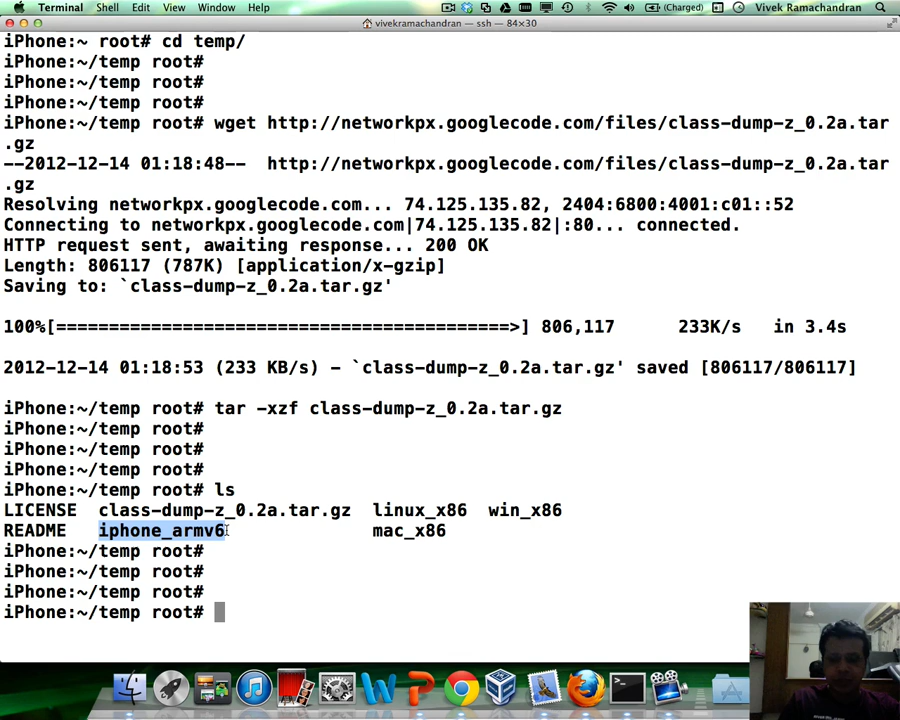 Terminal Shell Edit View Window Help (Charged) Vivek Ramachandran
vivekramachandran — ssh — 84×30
iPhone:~ root# cd temp/
iPhone:~/temp root#
iPhone:~/temp root#
iPhone:~/temp root#
iPhone:~/temp root# wget http://networkpx.googlecode.com/files/class-dump-z_0.2a.tar
.gz
--2012-12-14 01:18:48-- http://networkpx.googlecode.com/files/class-dump-z_0.2a.tar
.gz
Resolving networkpx.googlecode.com... 74.125.135.82, 2404:6800:4001:c01::52
Connecting to networkpx.googlecode.com|74.125.135.82|:80... connected.
HTTP request sent, awaiting response... 200 OK
Length: 806117 (787K) [application/x-gzip]
Saving to: `class-dump-z_0.2a.tar.gz'
100%[===========================================>] 806,117 233K/s in 3.4s
2012-12-14 01:18:53 (233 KB/s) - `class-dump-z_0.2a.tar.gz' saved [806117/806117]
iPhone:~/temp root# tar -xzf class-dump-z_0.2a.tar.gz
iPhone:~/temp root#
iPhone:~/temp root#
iPhone:~/temp root#
iPhone:~/temp root# ls
LICENSE class-dump-z_0.2a.tar.gz linux_x86 win_x86
README iphone_armv6 mac_x86
iPhone:~/temp root#
iPhone:~/temp root#
iPhone:~/temp root#
iPhone:~/temp root#